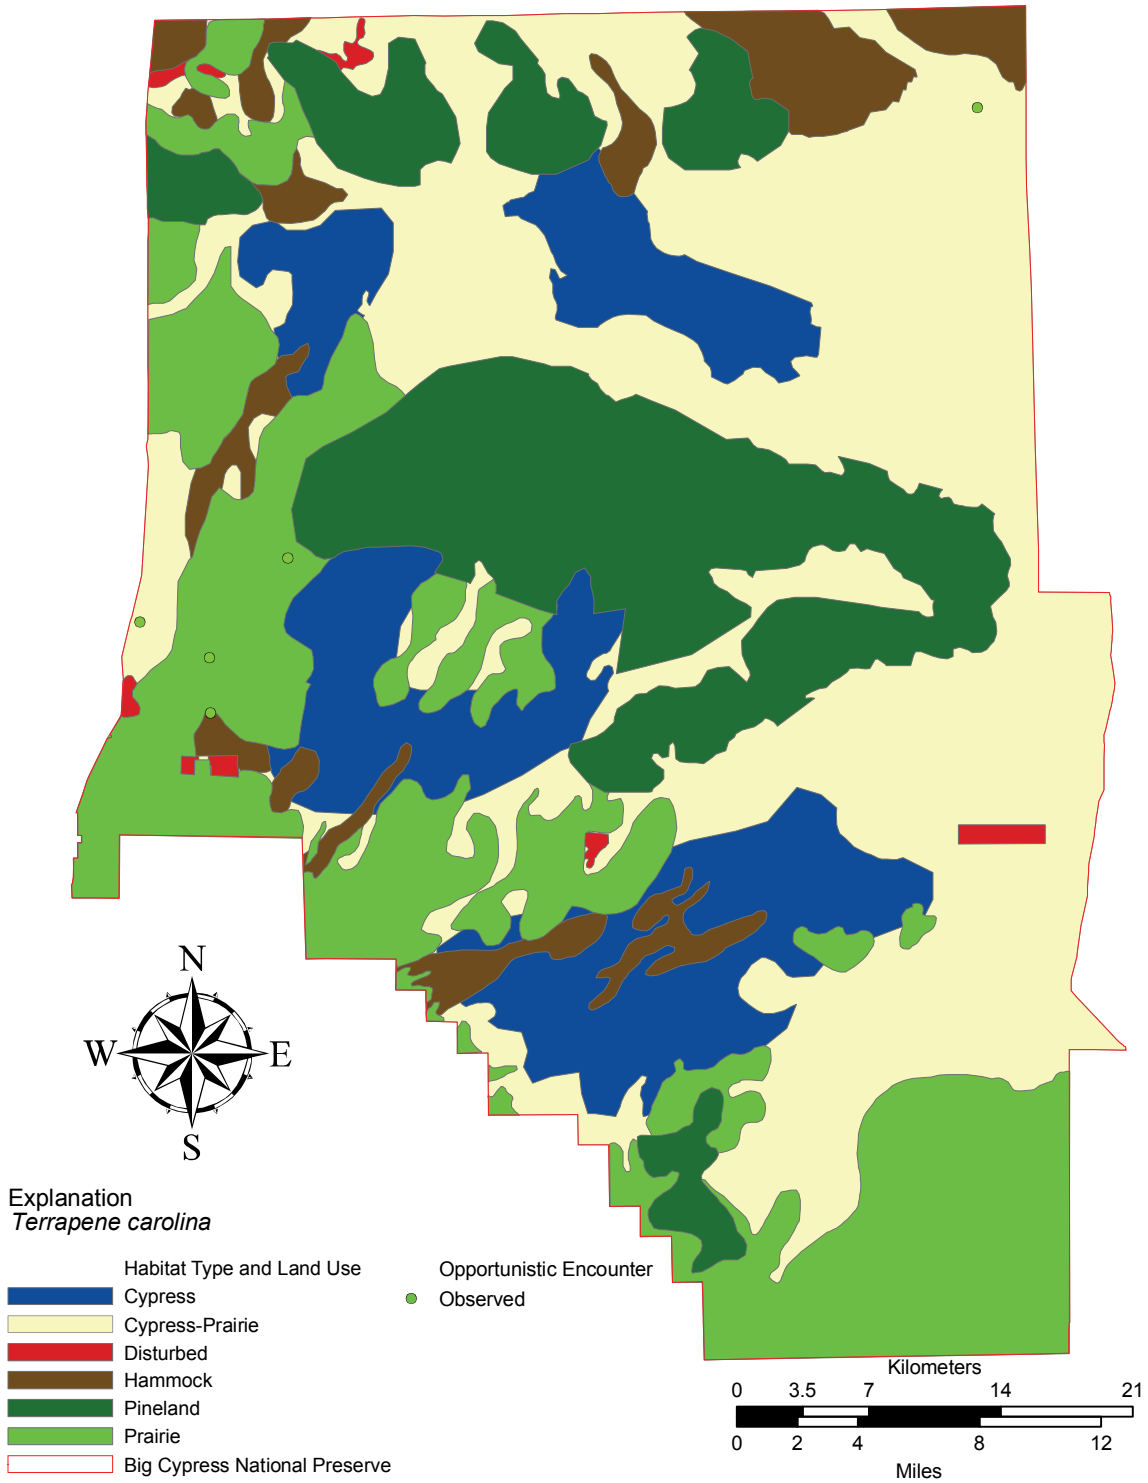 N
W E
S
Explanation
Terrapene carolina
Habitat Type and Land Use
Cypress
Cypress-Prairie
Disturbed
Hammock
Pineland
Prairie
Big Cypress National Preserve
Opportunistic Encounter
Observed
Kilometers
0 3.5 7 14 21
0 2 4 8 12
Miles